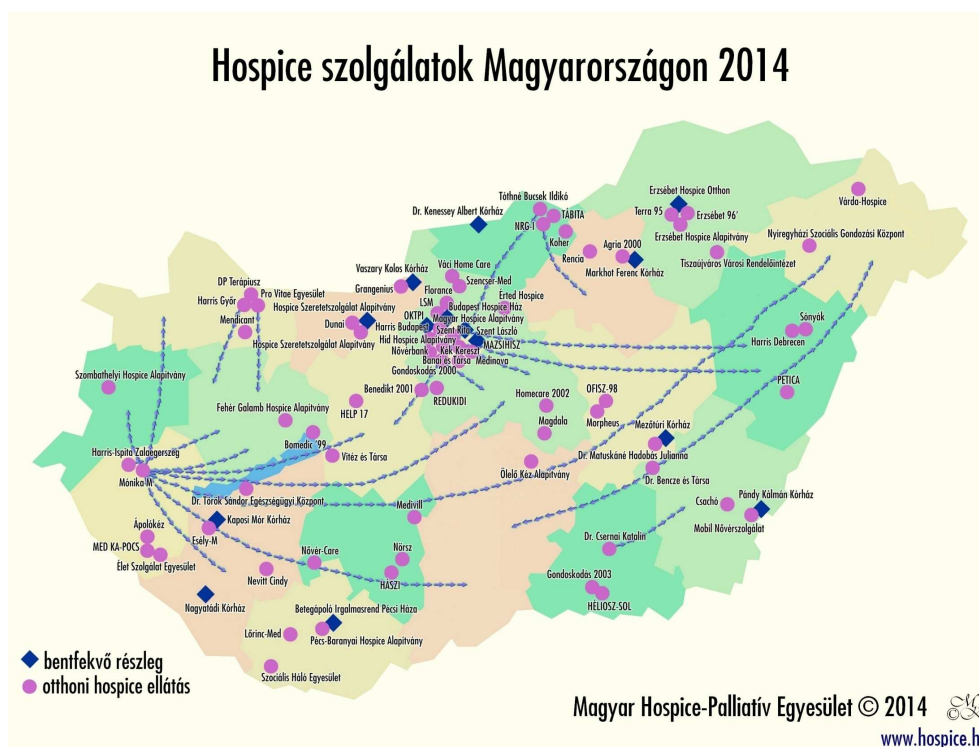 Hospice szolgálatok Magyarországon 2014
Erzsébet Hospice Otthon
Várda-Hospice
Tóthné Bucsek Ildikó
Dr. Kenessey Albert Kórház
TÁBITA
Terra 95
Erzsébet 96'
NRG-I
Koher
Erzsébet Hospice Alapítvány
Nyíregyházi Szociális Gondozási Központ
Agria 2000
Rencia
Markhot Ferenc Kórház
Tiszaújváros Városi Rendelőintézet
Vaszary Kolos Kórház
Váci Home Care
Grangenius
Szencser-Med
Florance
DP Terápiusz
Pro Vitae Egyesület
Harris Győr
Hospice Szeretetszolgálat Alapítvány
LSM
Érted Hospice
Budapest Hospice Ház
Mendicant
Dunai
Harris Budapest
OKTPI
Magyar Hospice Alapítvány
Szent Rita
Szent László
Hospice Szeretetszolgálat Alapítvány
Híd Hospice Alapítvány
MAZSIHISZ
Nővérbank
Kék Kereszt
Bánai és Társa
Medinova
Gondoskodás 2000
Sónyák
Harris Debrecen
Szombathelyi Hospice Alapítvány
Benedikt 2001
REDUKIDI
HELP 17
PETICA
Homecare 2002
OFISZ-98
Morpheus
Fehér Galamb Hospice Alapítvány
Magdala
Mezőtúri Kórház
Bomedic '99
Vitéz és Társa
Dr. Matuskáné Hadobás Julianna
Harris-Ispita Zalaegerszeg
Mónika M
Ölelő Kéz Alapítvány
Dr. Bencze és Társa
Dr. Török Sándor Egészségügyi Központ
Csachó
Pándy Kálmán Kórház
Mobil Nővérszolgálat
Medivill
Kaposi Mór Kórház
Esély-M
Ápolókéz
MED KA-POCS
Élet Szolgálat Egyesület
Nővér-Care
Nörsz
HÁSZI
Dr. Csernai Katalin
Nevitt Cindy
Gondoskodás 2003
HÉLIOSZ-SOL
Nagyatádi Kórház
Betegápoló Irgalmasrend Pécsi Háza
Lőrinc-Med
Pécs-Baranyai Hospice Alapítvány
Szociális Háló Egyesület
bentfekvő részleg
otthoni hospice ellátás
Magyar Hospice-Palliatív Egyesület © 2014
www.hospice.h